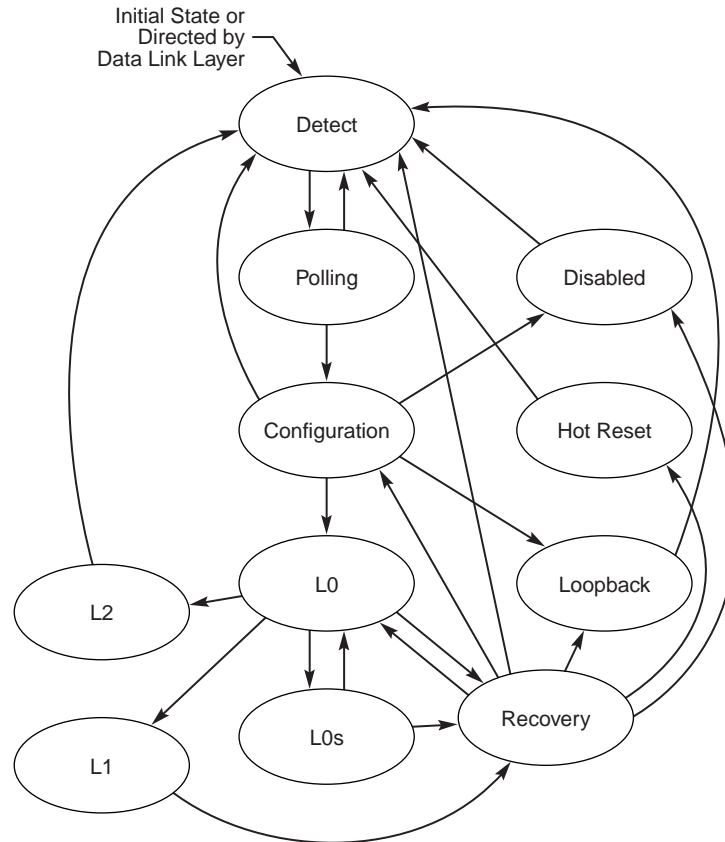 Initial State or
Directed by
Data Link Layer
Detect
Polling
Disabled
Configuration
Hot Reset
L0
Loopback
L2
Recovery
L0s
L1